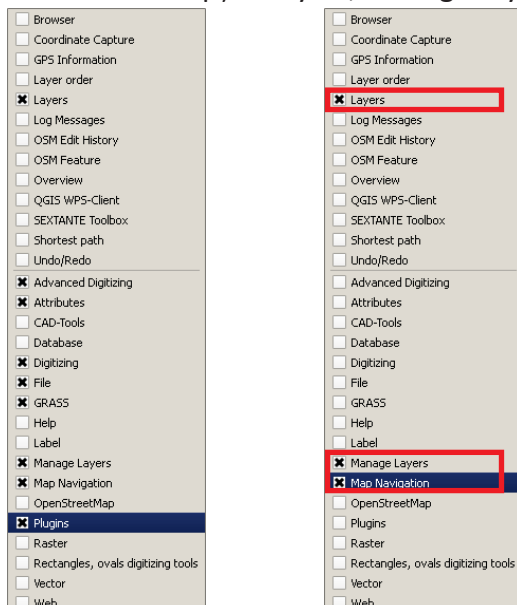 Browser
Coordinate Capture
GPS Information
Layer order
Layers
Log Messages
OSM Edit History
OSM Feature
Overview
QGIS WPS-Client
SEXTANTE Toolbox
Shortest path
Undo/Redo
Advanced Digitizing
Attributes
CAD-Tools
Database
Digitizing
File
GRASS
Help
Label
Manage Layers
Map Navigation
OpenStreetMap
Plugins
Raster
Rectangles, ovals digitizing tools
Vector
Web
Browser
Coordinate Capture
GPS Information
Layer order
Layers
Log Messages
OSM Edit History
OSM Feature
Overview
QGIS WPS-Client
SEXTANTE Toolbox
Shortest path
Undo/Redo
Advanced Digitizing
Attributes
CAD-Tools
Database
Digitizing
File
GRASS
Help
Label
Manage Layers
Map Navigation
OpenStreetMap
Plugins
Raster
Rectangles, ovals digitizing tools
Vector
Web